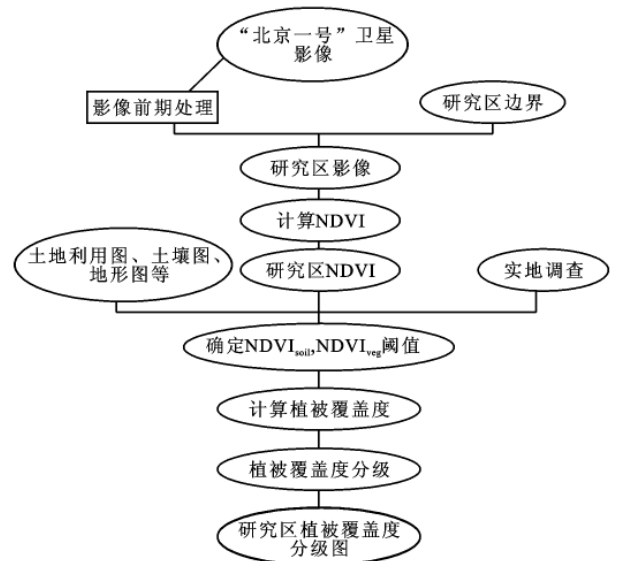 “北京一号”卫星
影像
影像前期处理
研究区边界
研究区影像
计算NDVI
土地利用图、土壤图、
地形图等
研究区NDVI
实地调查
确定NDVIsoil,NDVIveg阈值
计算植被覆盖度
植被覆盖度分级
研究区植被覆盖度
分级图